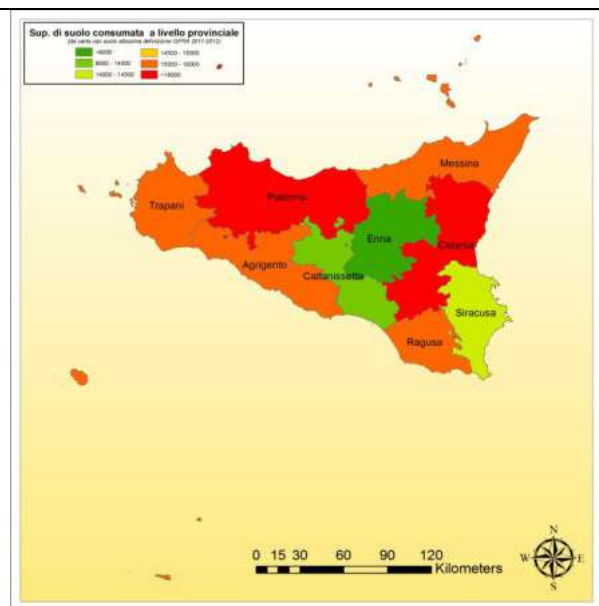 Sup. di suolo consumata a livello provinciale
<8000
14500 - 15000
8000 - 14000
15000 - 16000
14000 - 14500
>16000
Messina
Palermo
Trapani
Enna
Catania
Agrigento
Caltanissetta
Siracusa
Ragusa
N
0 15 30 60 90 120
W E
Kilometers
S